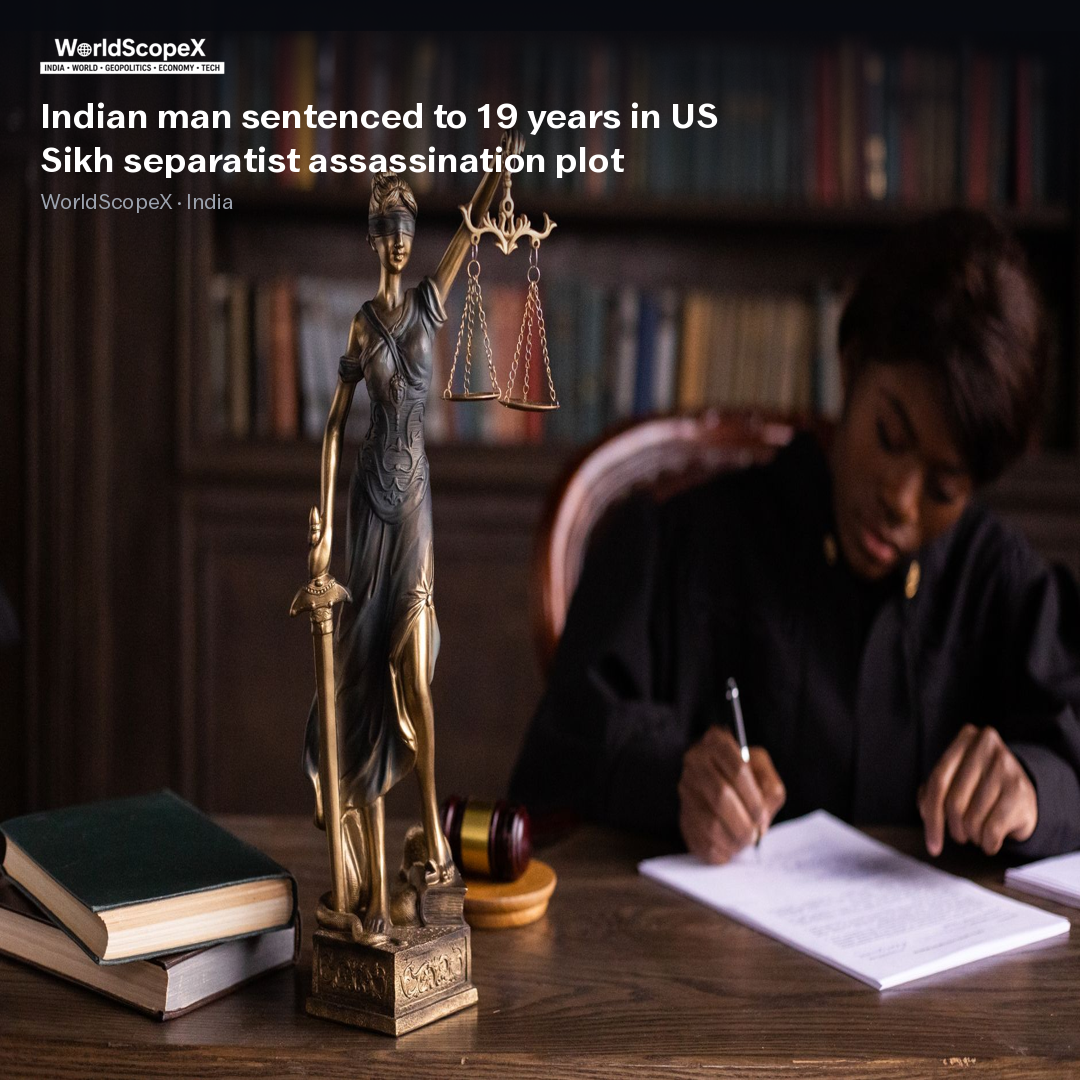 WorldScopeX
INDIA • WORLD • GEOPOLITICS • ECONOMY • TECH
Indian man sentenced to 19 years in US
Sikh separatist assassination plot
WorldScopeX · India